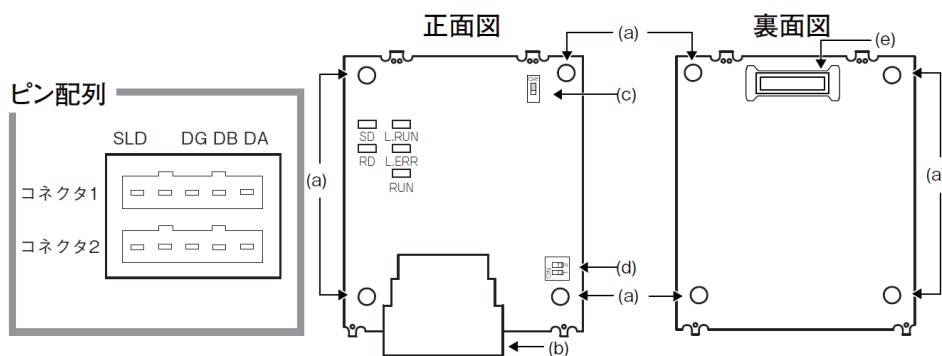 正面図
裏面図
(a)
(e)
ピン配列
SLD DG DB DA
コネクタ1
コネクタ2
(a)
(c)
SD L.RUN
RD L.ERR
RUN
(a
(d)
ON
(a)
(b)